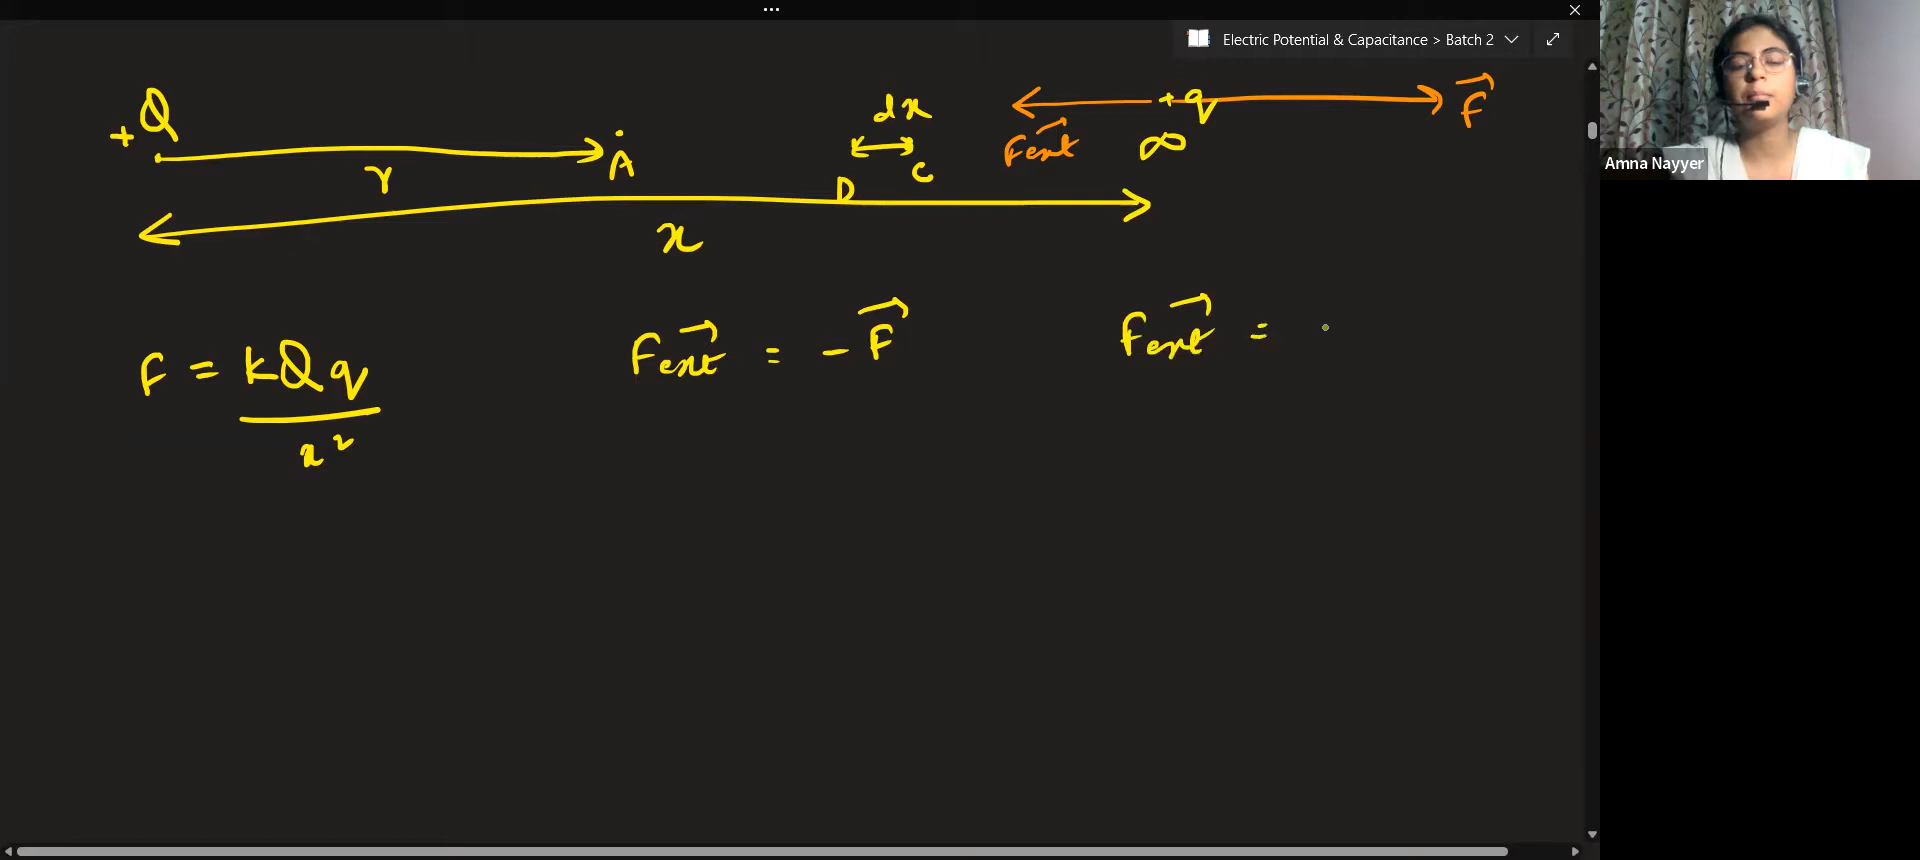 Electric Potential & Capacitance > Batch 2
Amna Nayyer
+Q
r
A
dx
D
C
+q
∞
Fext
F
x
F = kQq
x²
Fext = -F
Fext =